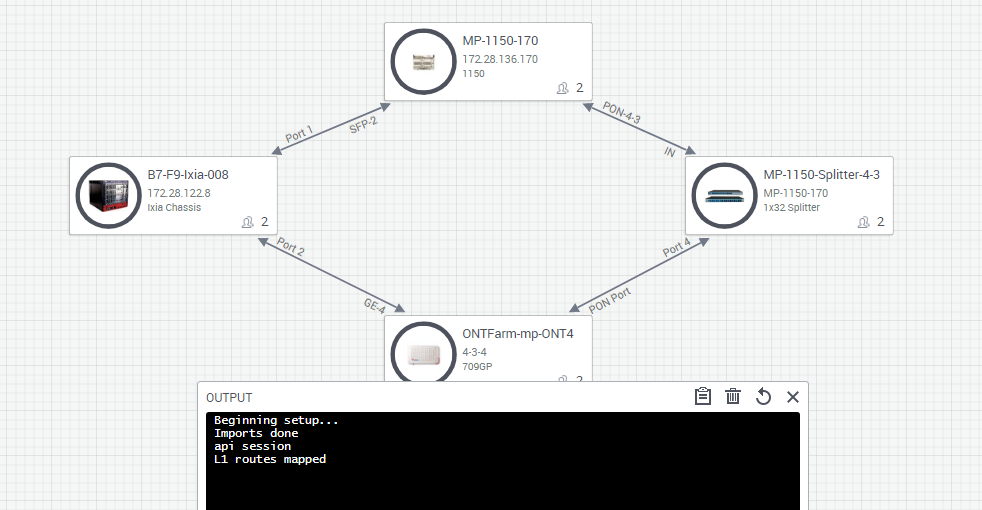 MP-1150-170
172.28.136.170
1150
2
Port 1
SFP-2
PON-4-3
IN
B7-F9-Ixia-008
172.28.122.8
Ixia Chassis
2
MP-1150-Splitter-4-3
MP-1150-170
1x32 Splitter
2
Port 2
GE-4
Port 4
PON Port
ONTFarm-mp-ONT4
4-3-4
709GP
2
OUTPUT
Beginning setup...
Imports done
api session
L1 routes mapped